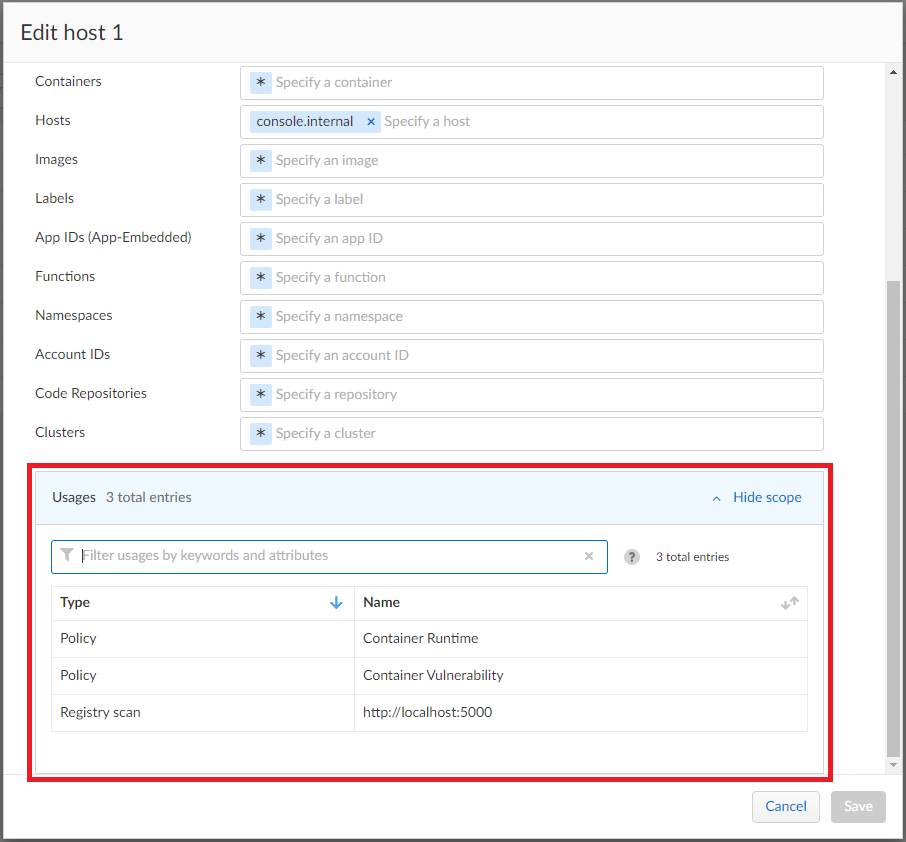 Edit host 1
Containers * Specify a container
Hosts console.internal × Specify a host
Images * Specify an image
Labels * Specify a label
App IDs (App-Embedded) * Specify an app ID
Functions * Specify a function
Namespaces * Specify a namespace
Account IDs * Specify an account ID
Code Repositories * Specify a repository
Clusters * Specify a cluster
Usages 3 total entries Hide scope
Filter usages by keywords and attributes × ? 3 total entries
Type Name
Policy Container Runtime
Policy Container Vulnerability
Registry scan http://localhost:5000
Cancel Save